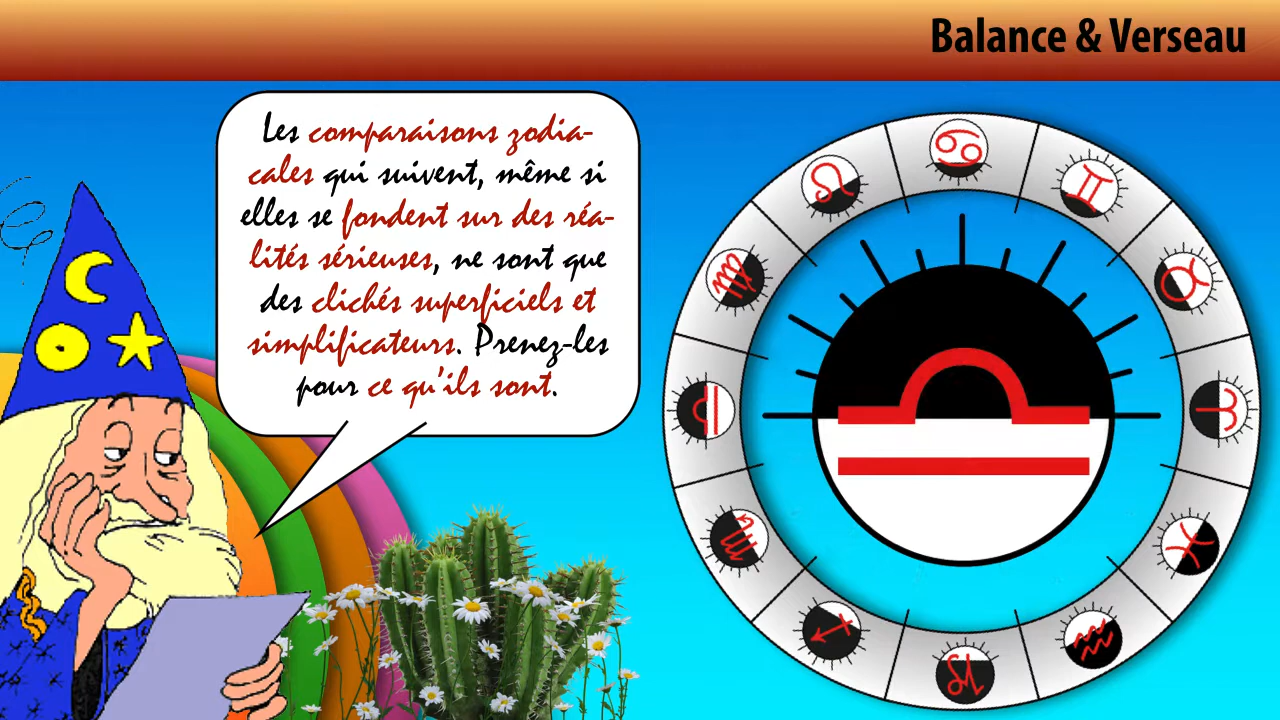 Balance & Verseau
Les comparaisons zodia-
cales qui suivent, même si
elles se fondent sur des réa-
lités sérieuses, ne sont que
des clichés superficiels et
simplificateurs. Prenez-les
pour ce qu'ils sont.